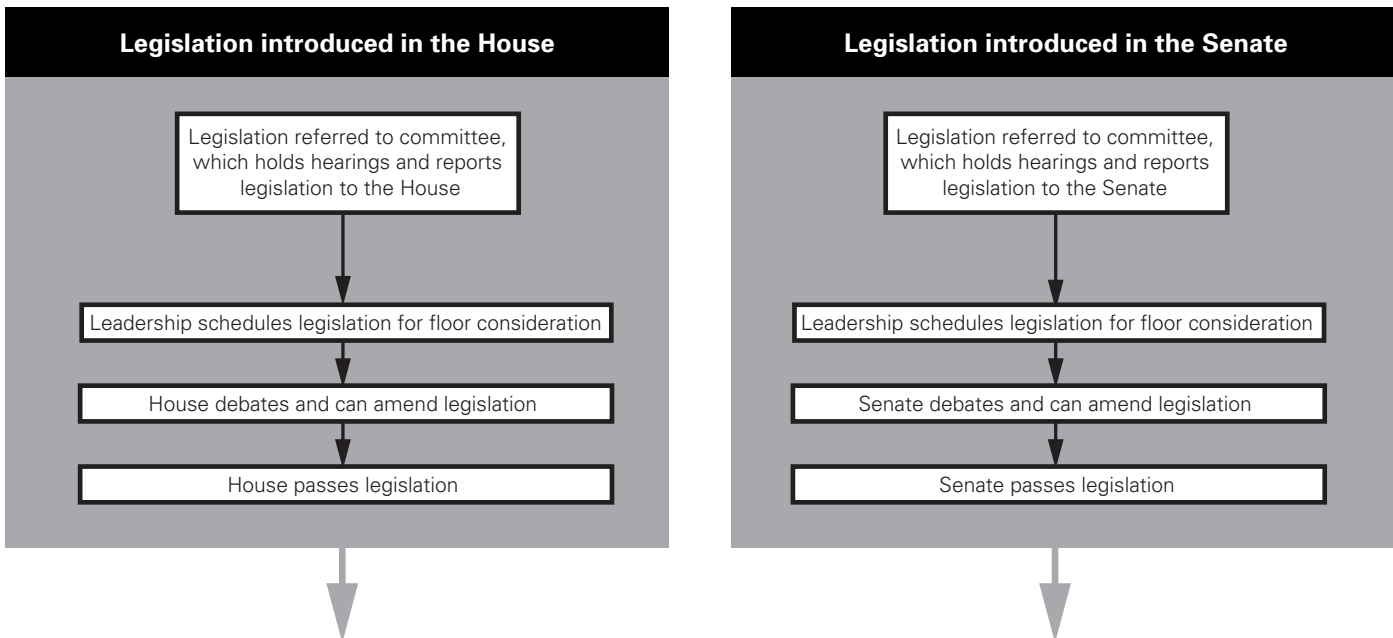 Legislation introduced in the House
Legislation referred to committee,
which holds hearings and reports
legislation to the House
Leadership schedules legislation for floor consideration
House debates and can amend legislation
House passes legislation
Legislation introduced in the Senate
Legislation referred to committee,
which holds hearings and reports
legislation to the Senate
Leadership schedules legislation for floor consideration
Senate debates and can amend legislation
Senate passes legislation